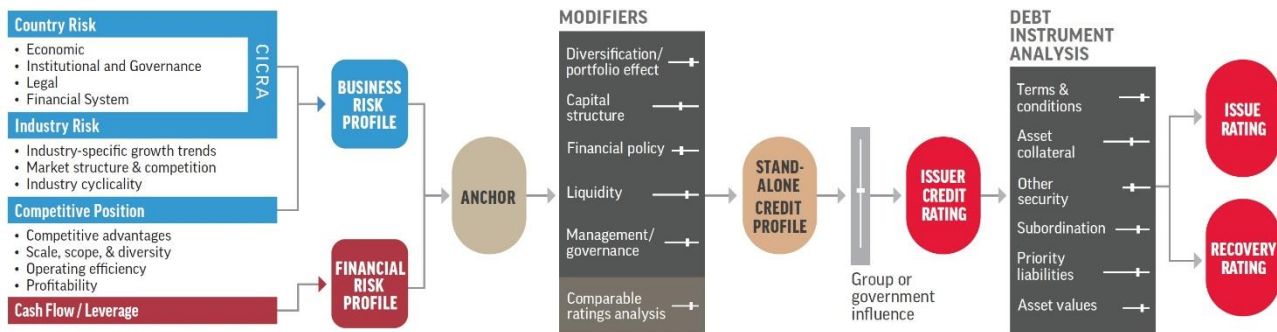 Country Risk
• Economic
• Institutional and Governance
• Legal
• Financial System
CICRA
Industry Risk
• Industry-specific growth trends
• Market structure & competition
• Industry cyclicality
Competitive Position
• Competitive advantages
• Scale, scope, & diversity
• Operating efficiency
• Profitability
Cash Flow / Leverage
BUSINESS
RISK
PROFILE
FINANCIAL
RISK
PROFILE
ANCHOR
MODIFIERS
Diversification/
portfolio effect
Capital
structure
Financial policy
Liquidity
Management/
governance
Comparable
ratings analysis
STAND-
ALONE
CREDIT
PROFILE
Group or
government
influence
ISSUER
CREDIT
RATING
DEBT
INSTRUMENT
ANALYSIS
Terms &
conditions
Asset
collateral
Other
security
Subordination
Priority
liabilities
Asset values
ISSUE
RATING
RECOVERY
RATING